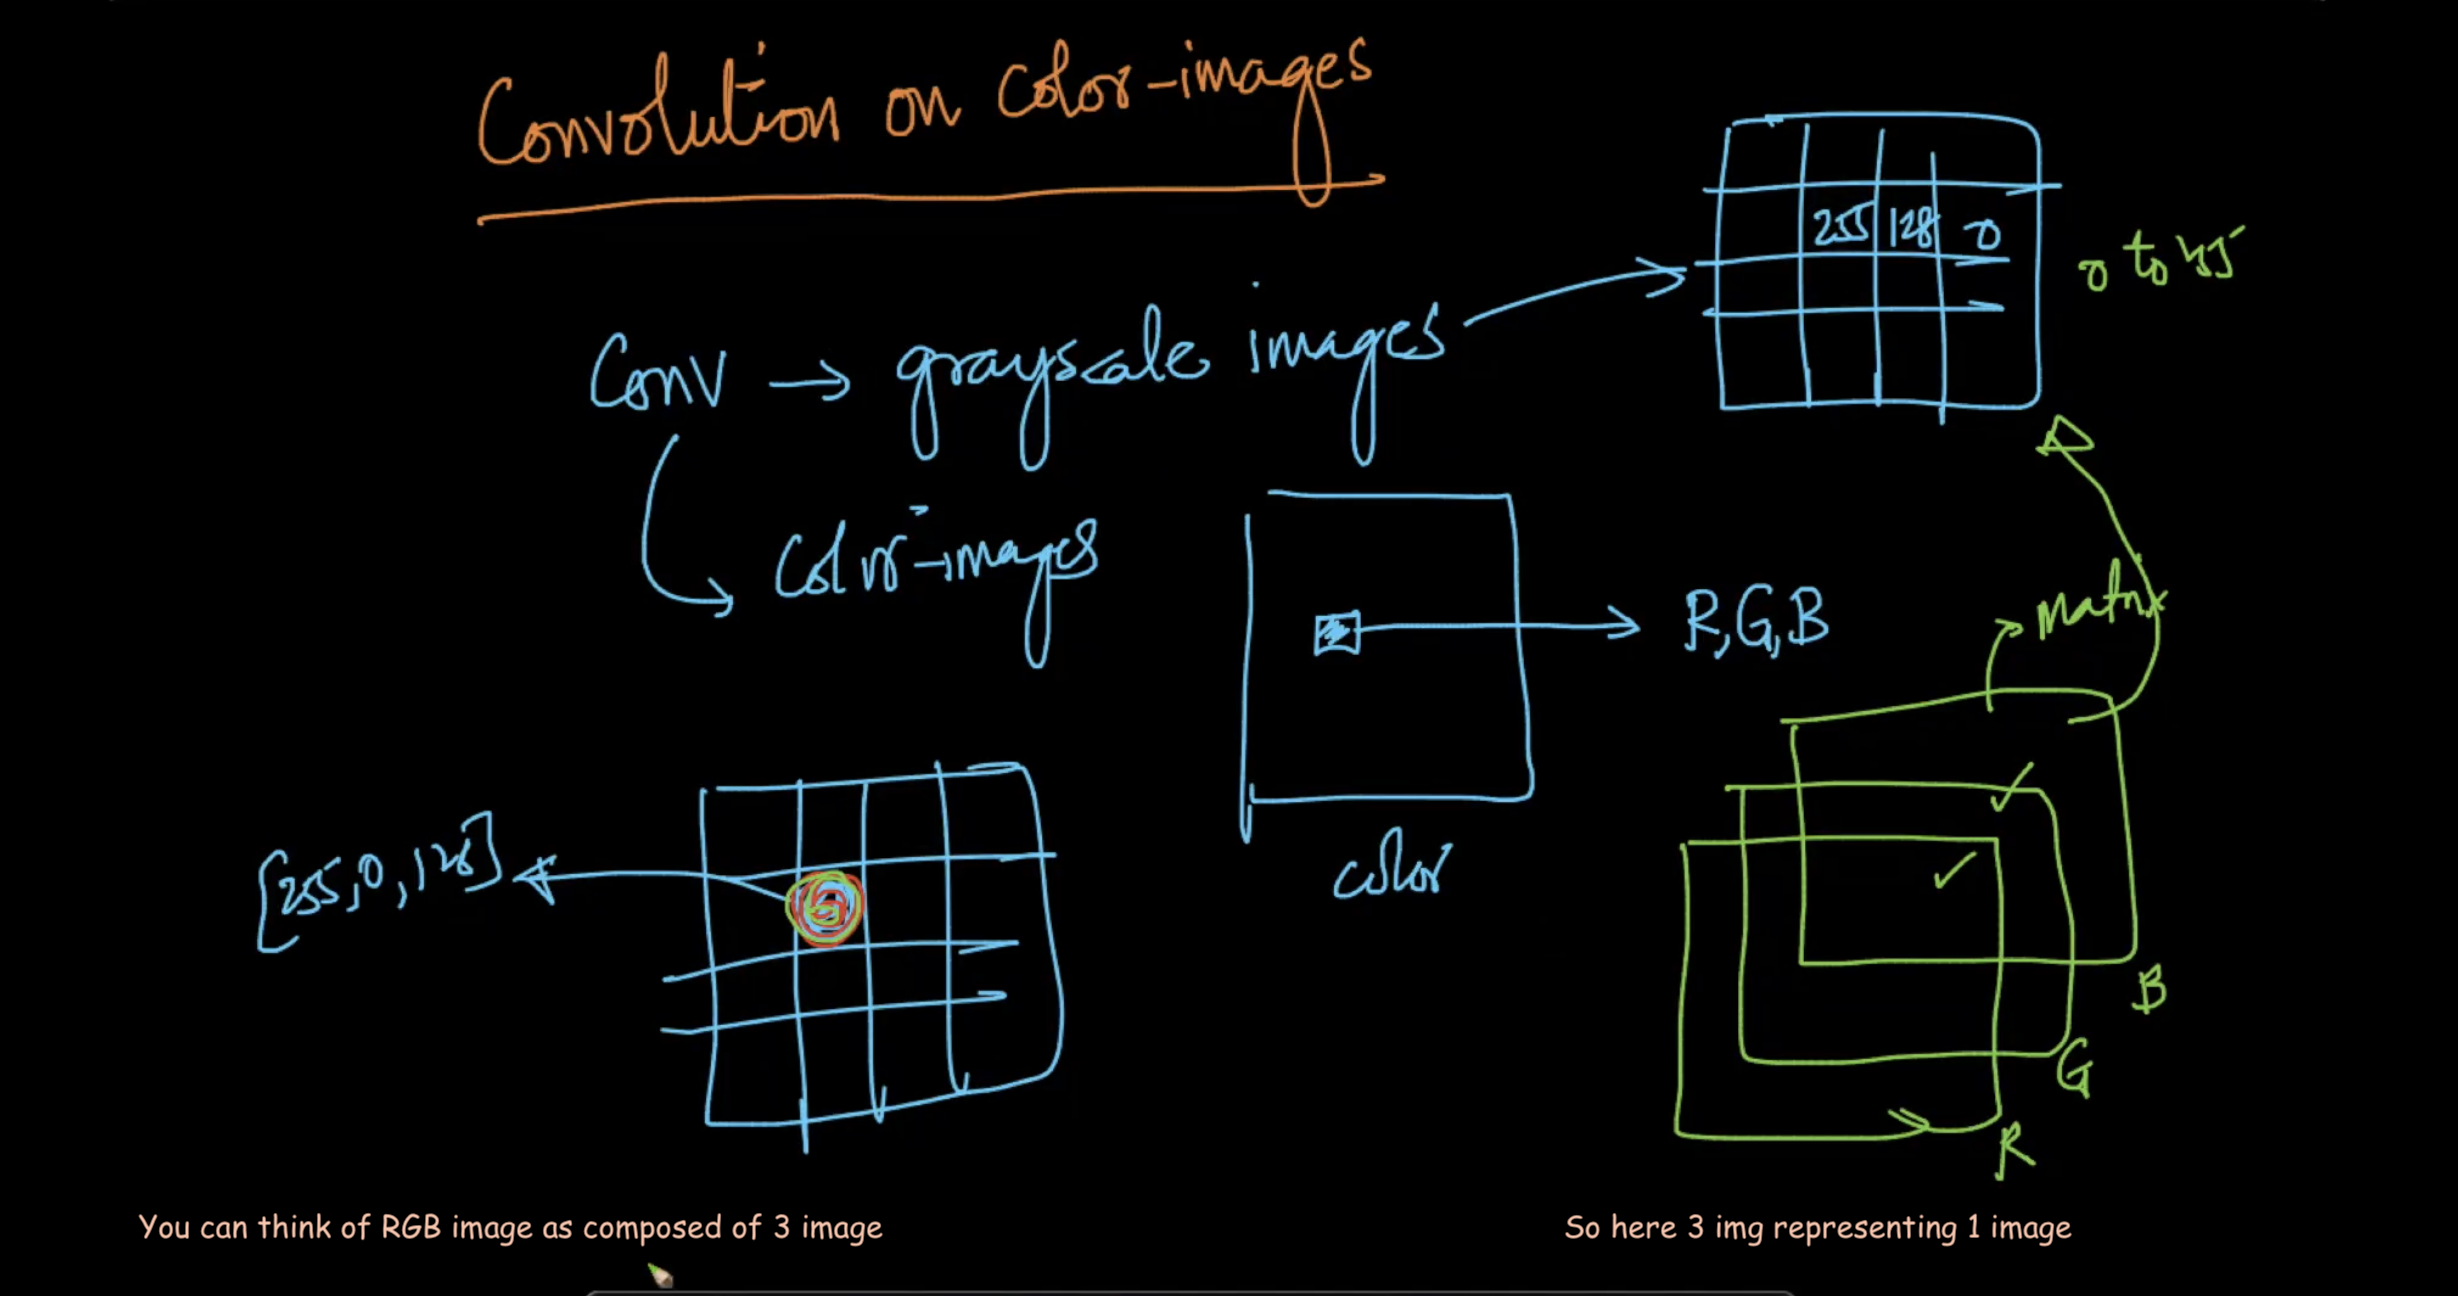 Convolution on Color-images
255 128 0
0 to 255
Conv → grayscale images
Color-images
R,G,B
Matrix
[255,0,128]
color
B
G
R
You can think of RGB image as composed of 3 image
So here 3 img representing 1 image